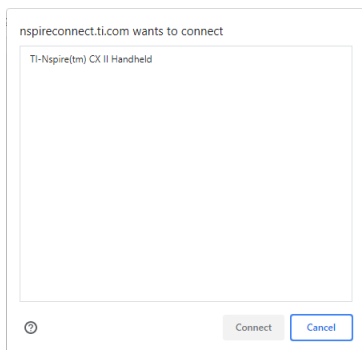 nspireconnect.ti.com wants to connect
TI-Nspire(tm) CX II Handheld
Connect
Cancel